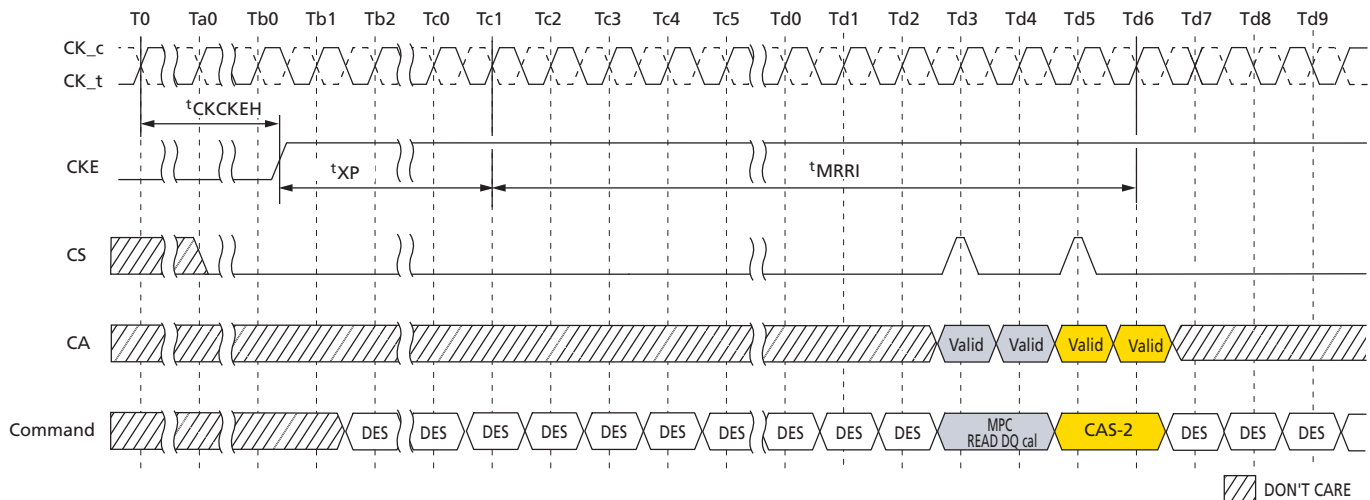 T0 Ta0 Tb0 Tb1 Tb2 Tc0 Tc1 Tc2 Tc3 Tc4 Tc5 Td0 Td1 Td2 Td3 Td4 Td5 Td6 Td7 Td8 Td9
CK_c
CK_t
tCKCKEH
CKE
tXP
tMRRI
CS
CA
Valid Valid Valid Valid
Command
DES DES DES DES DES DES DES DES DES DES MPC READ DQ cal CAS-2 DES DES DES
DON'T CARE